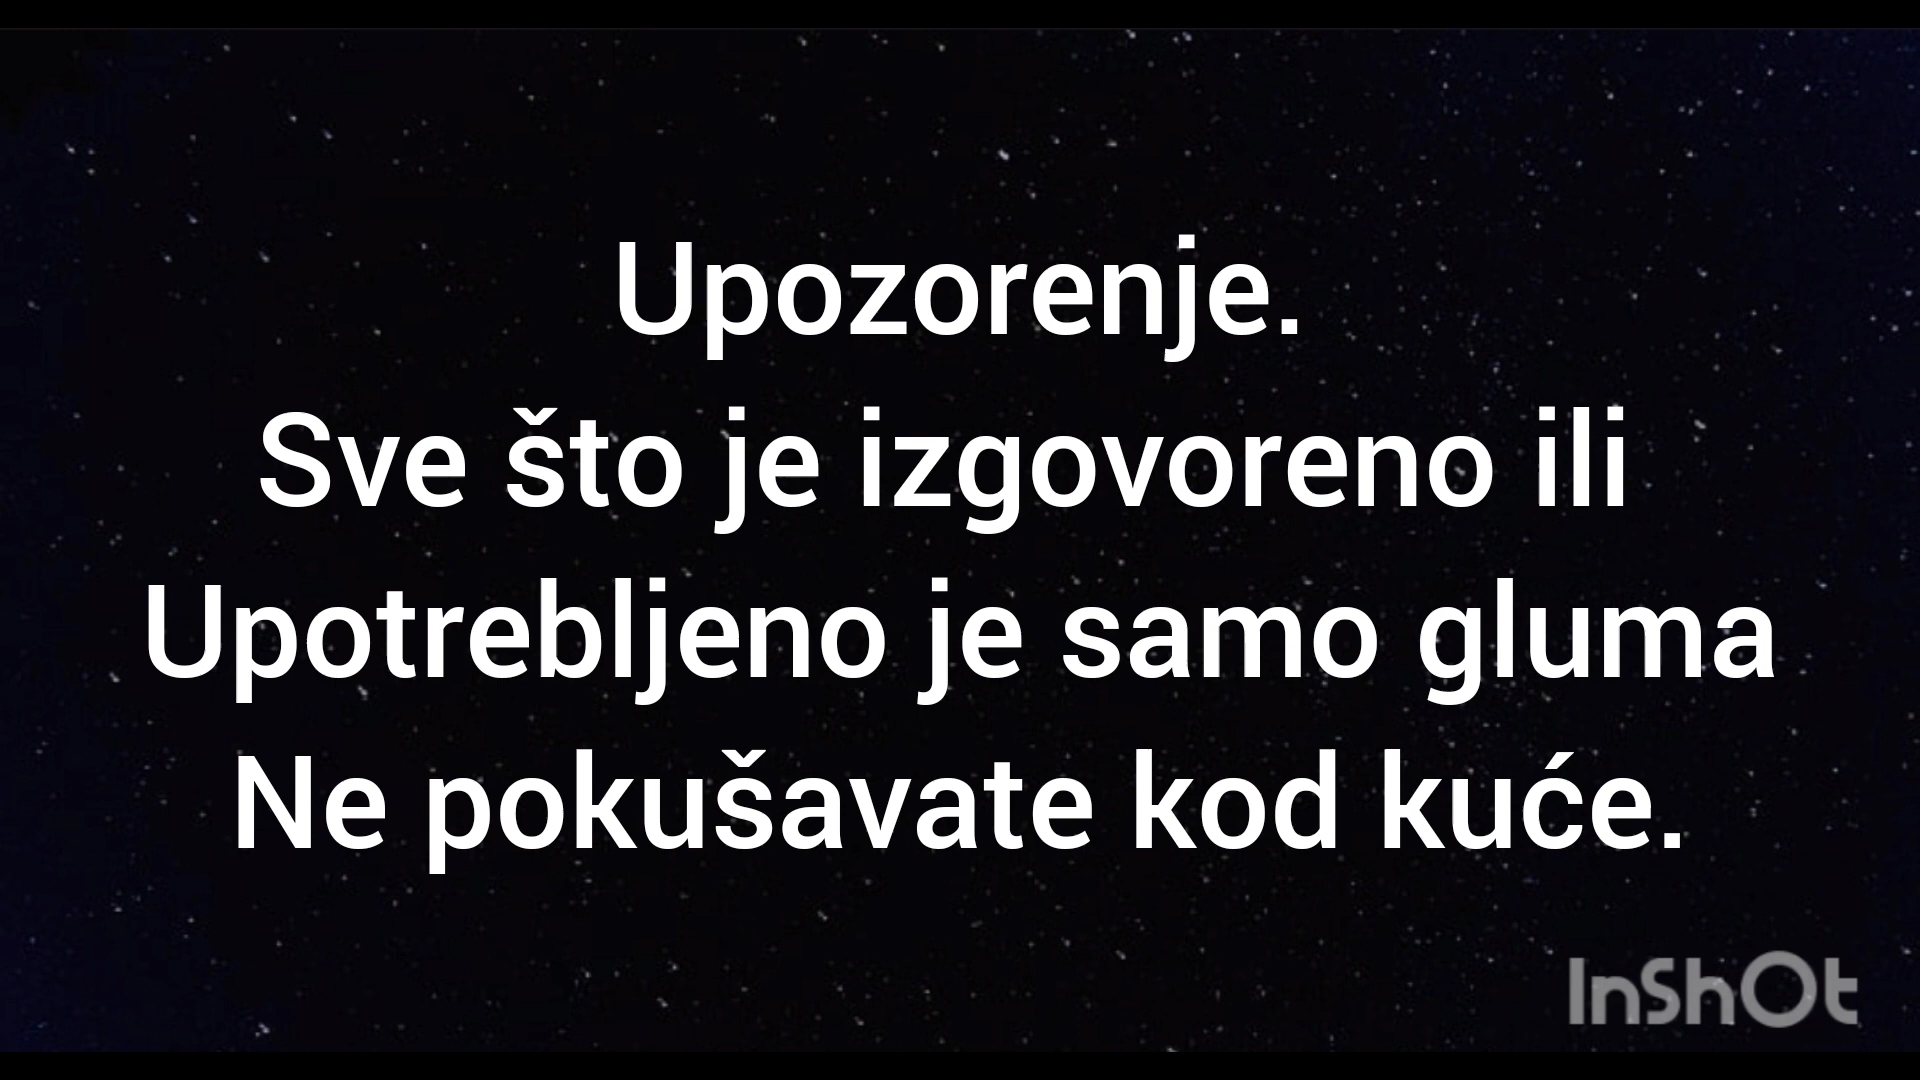 Upozorenje.
Sve što je izgovoreno ili
Upotrebljeno je samo gluma
Ne pokušavate kod kuće.
InShOt